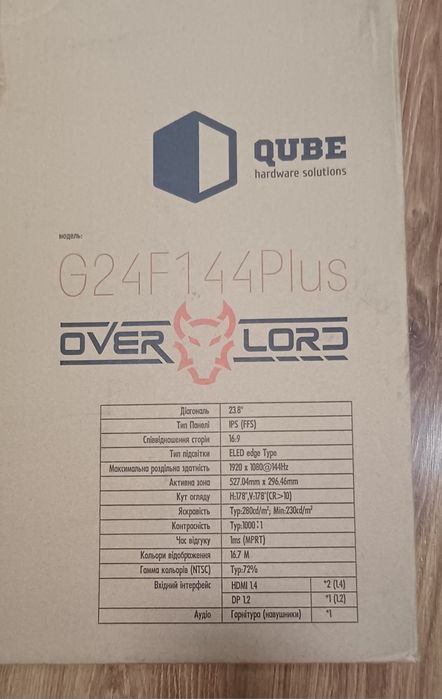 QUBE
hardware solutions
модель:
G24F144Plus
OVERLORD
Діагональ 23.8"
Тип Панелі IPS (FFS)
Співвідношення сторін 16.9
Тип підсвітки ELED edge Type
Максимальна роздільна здатність 1920 x 1080@144Hz
Активна зона 527.04mm x 296.46mm
Кут огляду H:178°,V:178°(CR>10)
Яскравість Typ:280cd/m²; Min:230cd/m²
Контрасність Typ:1000:1
Час відгуку 1ms (MPRT)
Кольори відображення 16.7 M
Гамма кольорів (NTSC) Typ:72%
Вхідний інтерфейс HDMI 1.4 *2 (1.4)
DP 1.2 *1 (1.2)
Аудіо Гарнітура (навушники) *1